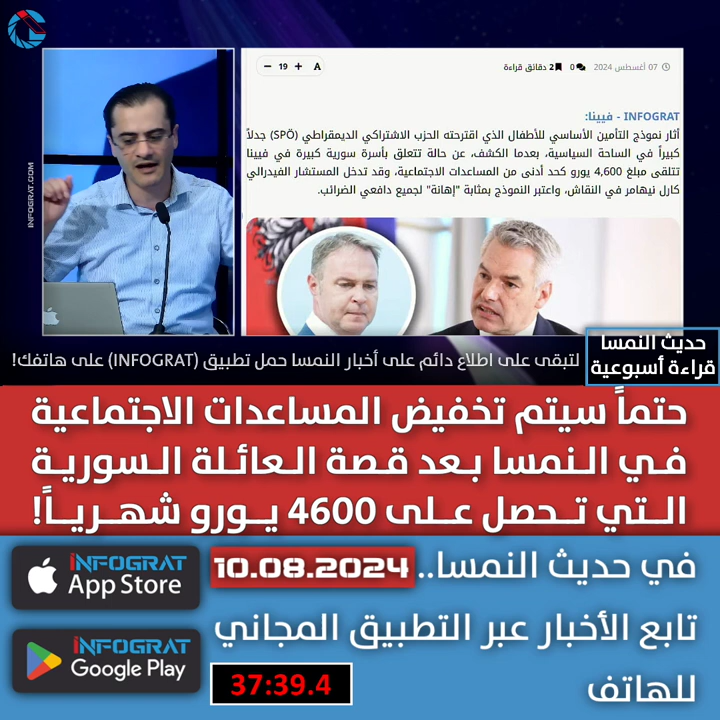 INFOGRAT
INFOGRAT.COM
07 أغسطس 2024 0 2 دقائق قراءة
A + 19 −
INFOGRAT - فيينا:
أثار نموذج التأمين الأساسي للأطفال الذي اقترحته الحزب الاشتراكي الديمقراطي (SPÖ) جدلاً
كبيراً في الساحة السياسية، بعدما الكشف، عن حالة تتعلق بأسرة سورية كبيرة في فيينا
تتلقى مبلغ 4,600 يورو كحد أدنى من المساعدات الاجتماعية، وقد تدخل المستشار الفيدرالي
كارل نيهامر في النقاش، واعتبر النموذج بمثابة "إهانة" لجميع دافعي الضرائب.
حديث النمسا
قراءة أسبوعية
لتبقى على اطلاع دائم على أخبار النمسا حمل تطبيق (INFOGRAT) على هاتفك!
حتماً سيتم تخفيض المساعدات الاجتماعية
في النمسا بعد قصة العائلة السورية
التي تحصل على 4600 يورو شهرياً!
في حديث النمسا.. 10.08.2024
تابع الأخبار عبر التطبيق المجاني
للهاتف
INFOGRAT
App Store
INFOGRAT
Google Play
37:39.4